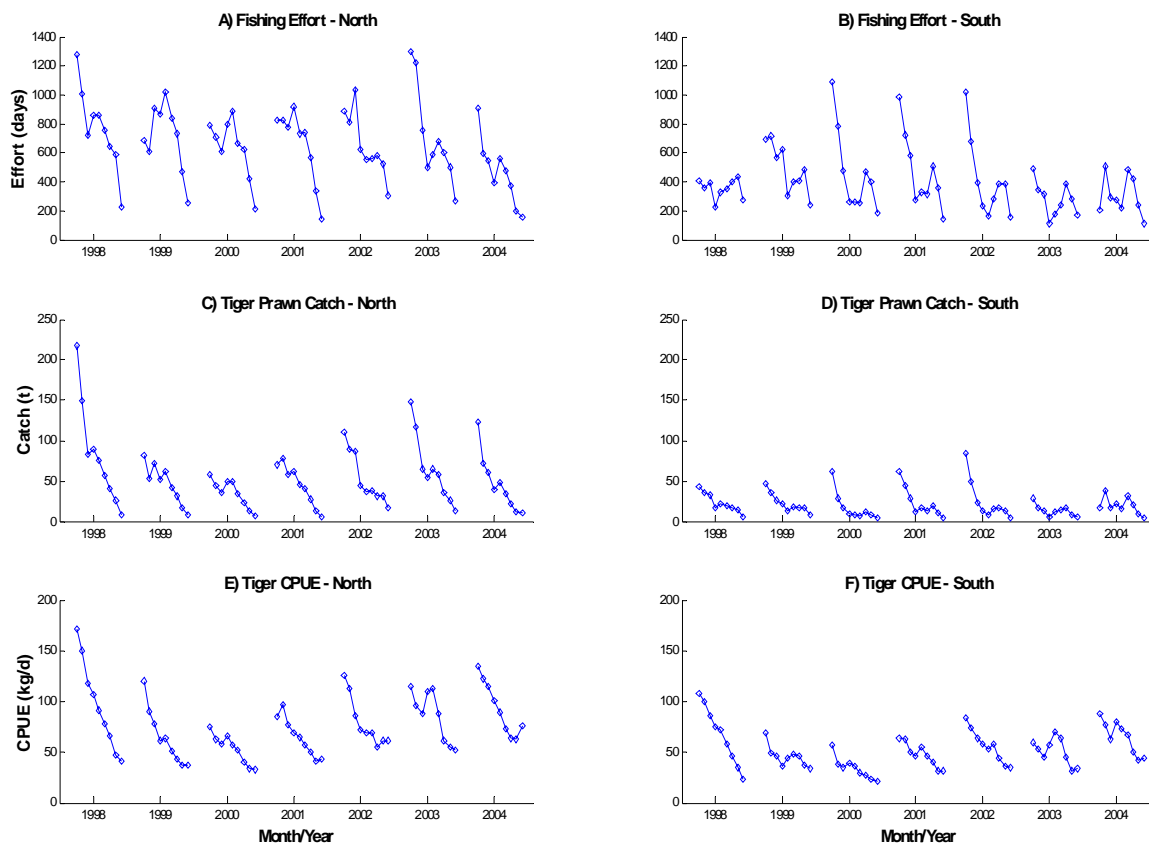 A) Fishing Effort - North
B) Fishing Effort - South
Effort (days)
1400
1200
1000
800
600
400
200
0
1998 1999 2000 2001 2002 2003 2004
1400
1200
1000
800
600
400
200
0
1998 1999 2000 2001 2002 2003 2004
C) Tiger Prawn Catch - North
D) Tiger Prawn Catch - South
Catch (t)
250
200
150
100
50
0
1998 1999 2000 2001 2002 2003 2004
250
200
150
100
50
0
1998 1999 2000 2001 2002 2003 2004
E) Tiger CPUE - North
F) Tiger CPUE - South
CPUE (kg/d)
200
150
100
50
0
1998 1999 2000 2001 2002 2003 2004
Month/Year
200
150
100
50
0
1998 1999 2000 2001 2002 2003 2004
Month/Year